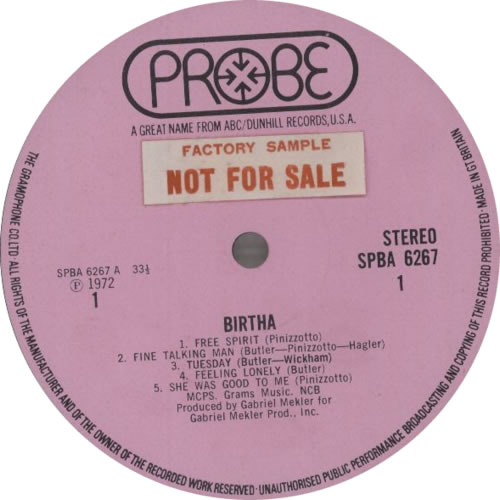 PROBE
A GREAT NAME FROM ABC/DUNHILL RECORDS, U.S.A.
FACTORY SAMPLE
NOT FOR SALE
STEREO
SPBA 6267
1
SPBA 6267 A 33⅓
Ⓟ 1972
1
BIRTHA
1. FREE SPIRIT (Pinizzotto)
2. FINE TALKING MAN (Butler—Pinizzotto—Hagler)
3. TUESDAY (Butler—Wickham)
4. FEELING LONELY (Butler)
5. SHE WAS GOOD TO ME (Pinizzotto)
MCPS. Grams Music. NCB
Produced by Gabriel Mekler for
Gabriel Mekler Prod., Inc.
THE GRAMOPHONE CO. LTD. ALL RIGHTS OF THE MANUFACTURER AND OF THE OWNER OF THE RECORDED WORK RESERVED · UNAUTHORISED PUBLIC PERFORMANCE BROADCASTING AND COPYING OF THIS RECORD PROHIBITED · MADE IN GT BRITAIN